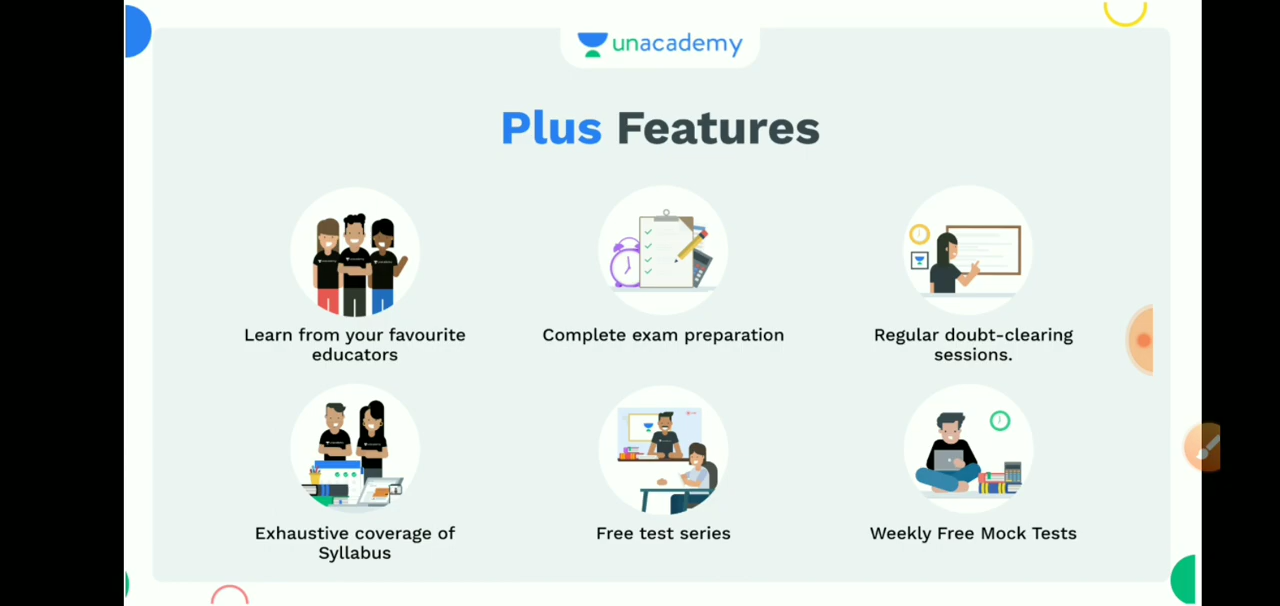 unacademy
Plus Features
Learn from your favourite
educators
Complete exam preparation
Regular doubt-clearing
sessions.
Exhaustive coverage of
Syllabus
Free test series
Weekly Free Mock Tests